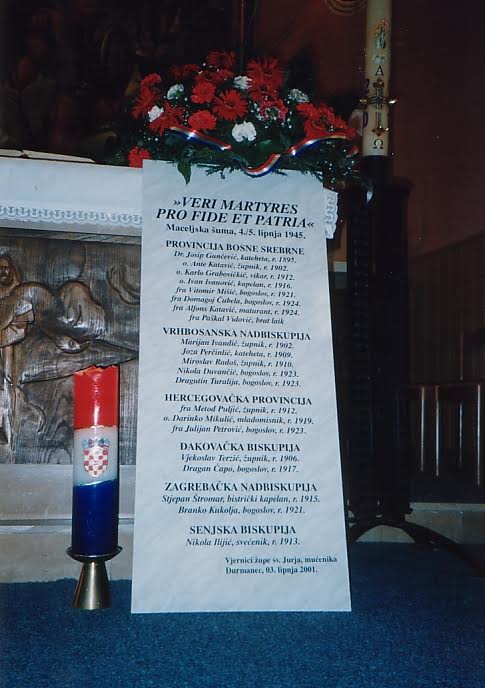 »VERI MARTYRES
PRO FIDE ET PATRIA«
Maceljska šuma, 4./5. lipnja 1945.
PROVINCIJA BOSNE SREBRNE
Dr. Josip Gunčević, kateheta, r. 1895.
o. Ante Katavić, župnik, r. 1902.
o. Karlo Grabovičkić, vikar, r. 1912.
o. Ivan Ivanović, kapelan, r. 1916.
fra Vitomir Mišić, bogoslov, r. 1921.
fra Domagoj Čubela, bogoslov, r. 1924.
fra Alfons Katavić, maturant, r. 1924.
fra Paškal Vidović, brat laik
VRHBOSANSKA NADBISKUPIJA
Marijan Ivandić, župnik, r. 1902.
Joza Perčinlić, kateheta, r. 1909.
Miroslav Radoš, župnik, r. 1910.
Nikola Duvančić, bogoslov, r. 1923.
Dragutin Turalija, bogoslov, r. 1923.
HERCEGOVAČKA PROVINCIJA
fra Metod Puljić, župnik, r. 1912.
o. Darinko Mikulić, mladomisnik, r. 1919.
fra Julijan Petrović, bogoslov, r. 1923.
ĐAKOVAČKA BISKUPIJA
Vjekoslav Terzić, župnik, r. 1906.
Dragan Čapo, bogoslov, r. 1917.
ZAGREBAČKA NADBISKUPIJA
Stjepan Štromar, bistrički kapelan, r. 1915.
Branko Kukolja, bogoslov, r. 1921.
SENJSKA BISKUPIJA
Nikola Ilijić, svećenik, r. 1913.
Vjernici župe sv. Jurja, mučenika
Đurmanec, 03. lipnja 2001.
A
Ω